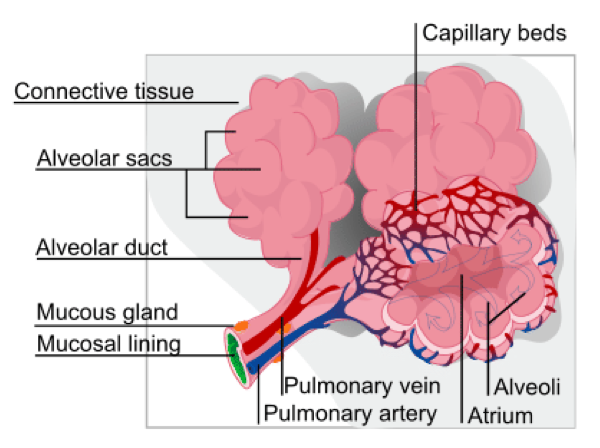 Capillary beds
Connective tissue
Alveolar sacs
Alveolar duct
Mucous gland
Mucosal lining
Pulmonary vein
Alveoli
Pulmonary artery
Atrium